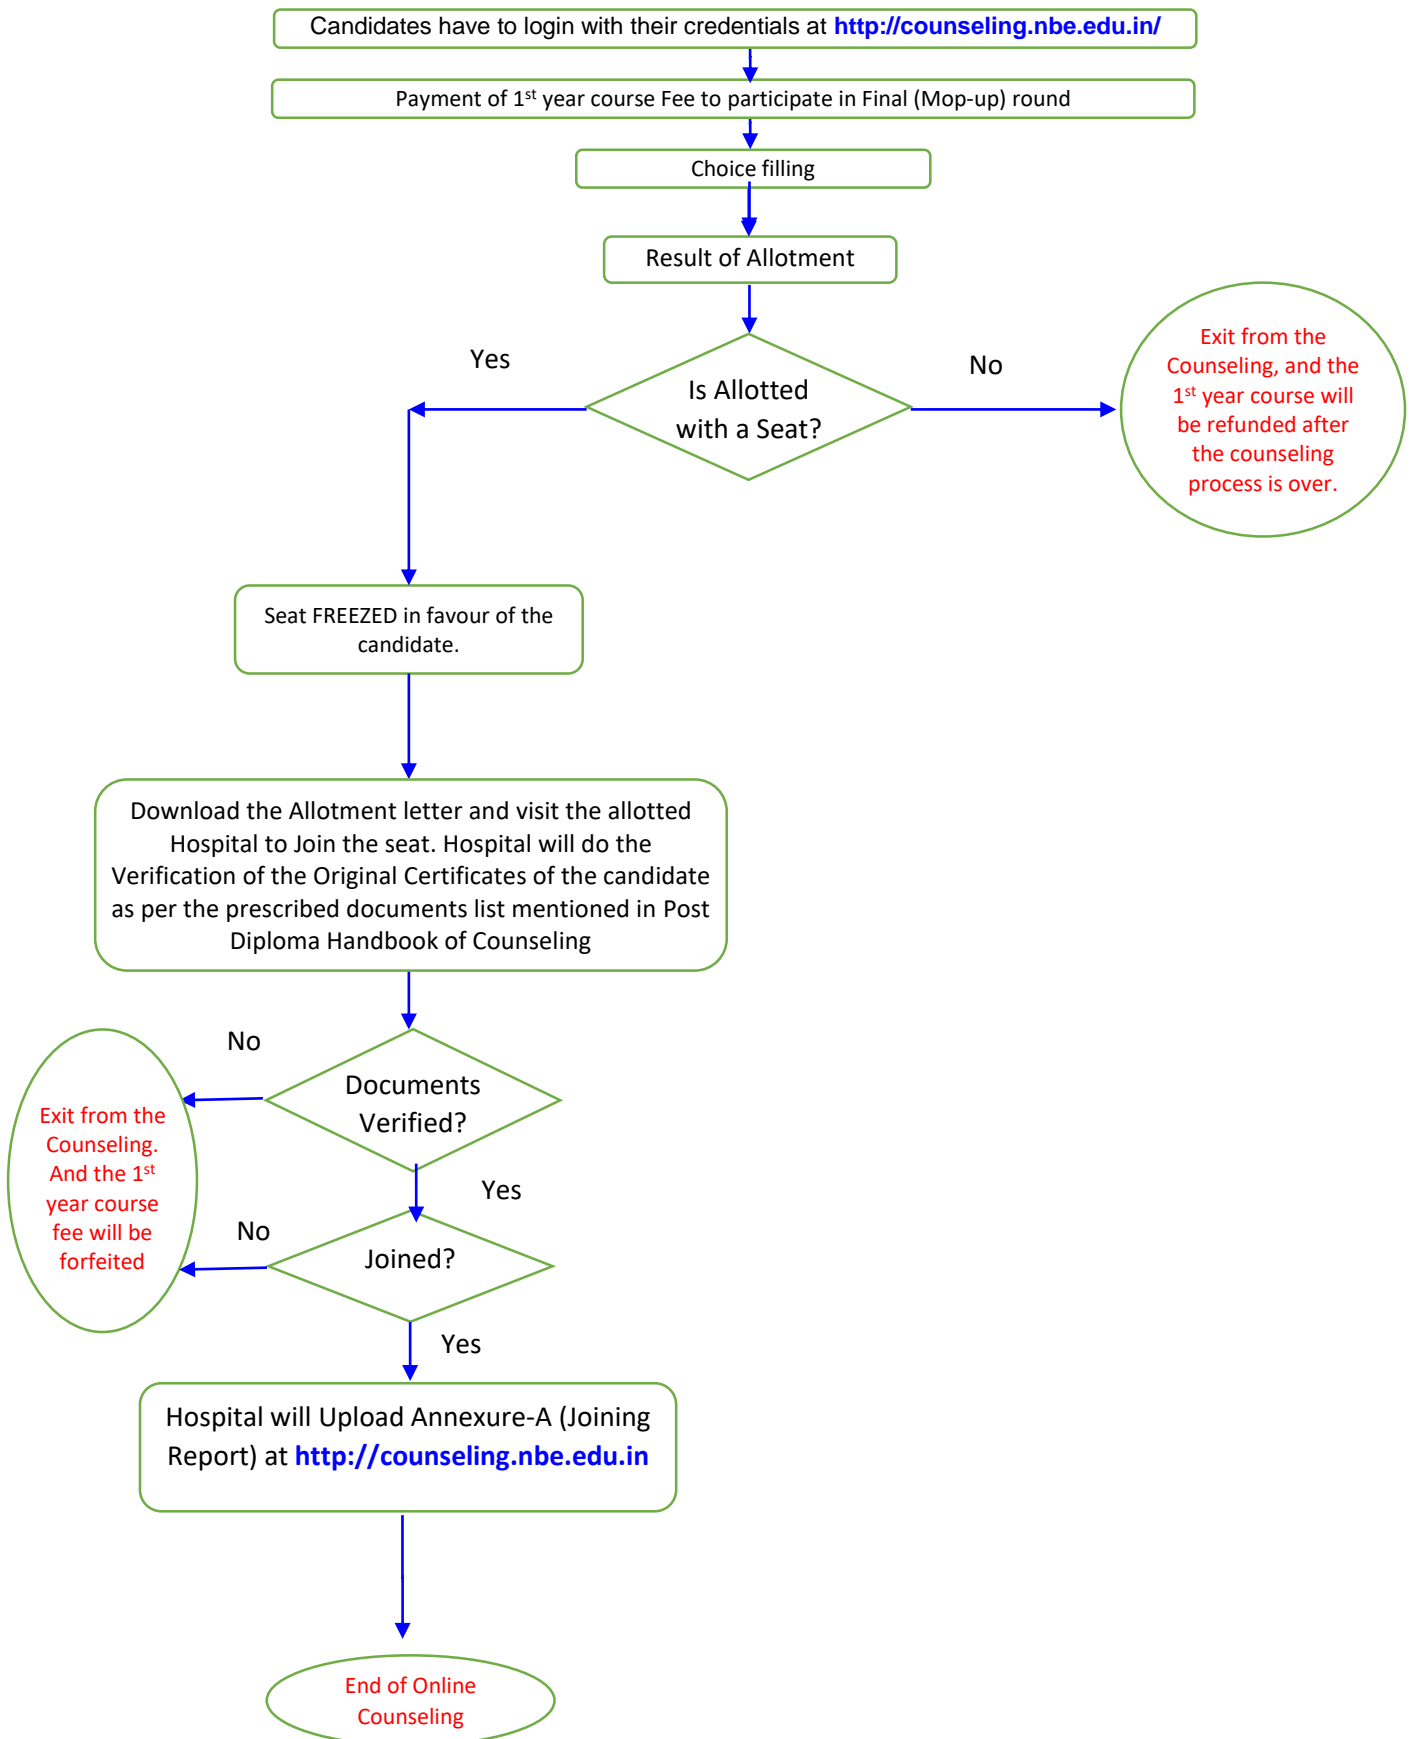 Candidates have to login with their credentials at http://counseling.nbe.edu.in/
Payment of 1st year course Fee to participate in Final (Mop-up) round
Choice filling
Result of Allotment
Yes
Is Allotted
with a Seat?
No
Exit from the
Counseling, and the
1st year course will
be refunded after
the counseling
process is over.
Seat FREEZED in favour of the
candidate.
Download the Allotment letter and visit the allotted
Hospital to Join the seat. Hospital will do the
Verification of the Original Certificates of the candidate
as per the prescribed documents list mentioned in Post
Diploma Handbook of Counseling
No
Documents
Verified?
Exit from the
Counseling.
And the 1st
year course
fee will be
forfeited
Yes
No
Joined?
Yes
Hospital will Upload Annexure-A (Joining
Report) at http://counseling.nbe.edu.in
End of Online
Counseling